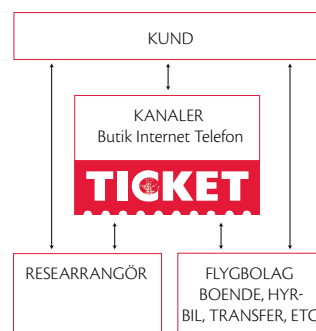 KUND
KANALER
Butik Internet Telefon
TICKET
RESEARRANGÖR
FLYGBOLAG
BOENDE, HYR-
BIL, TRANSFER, ETC